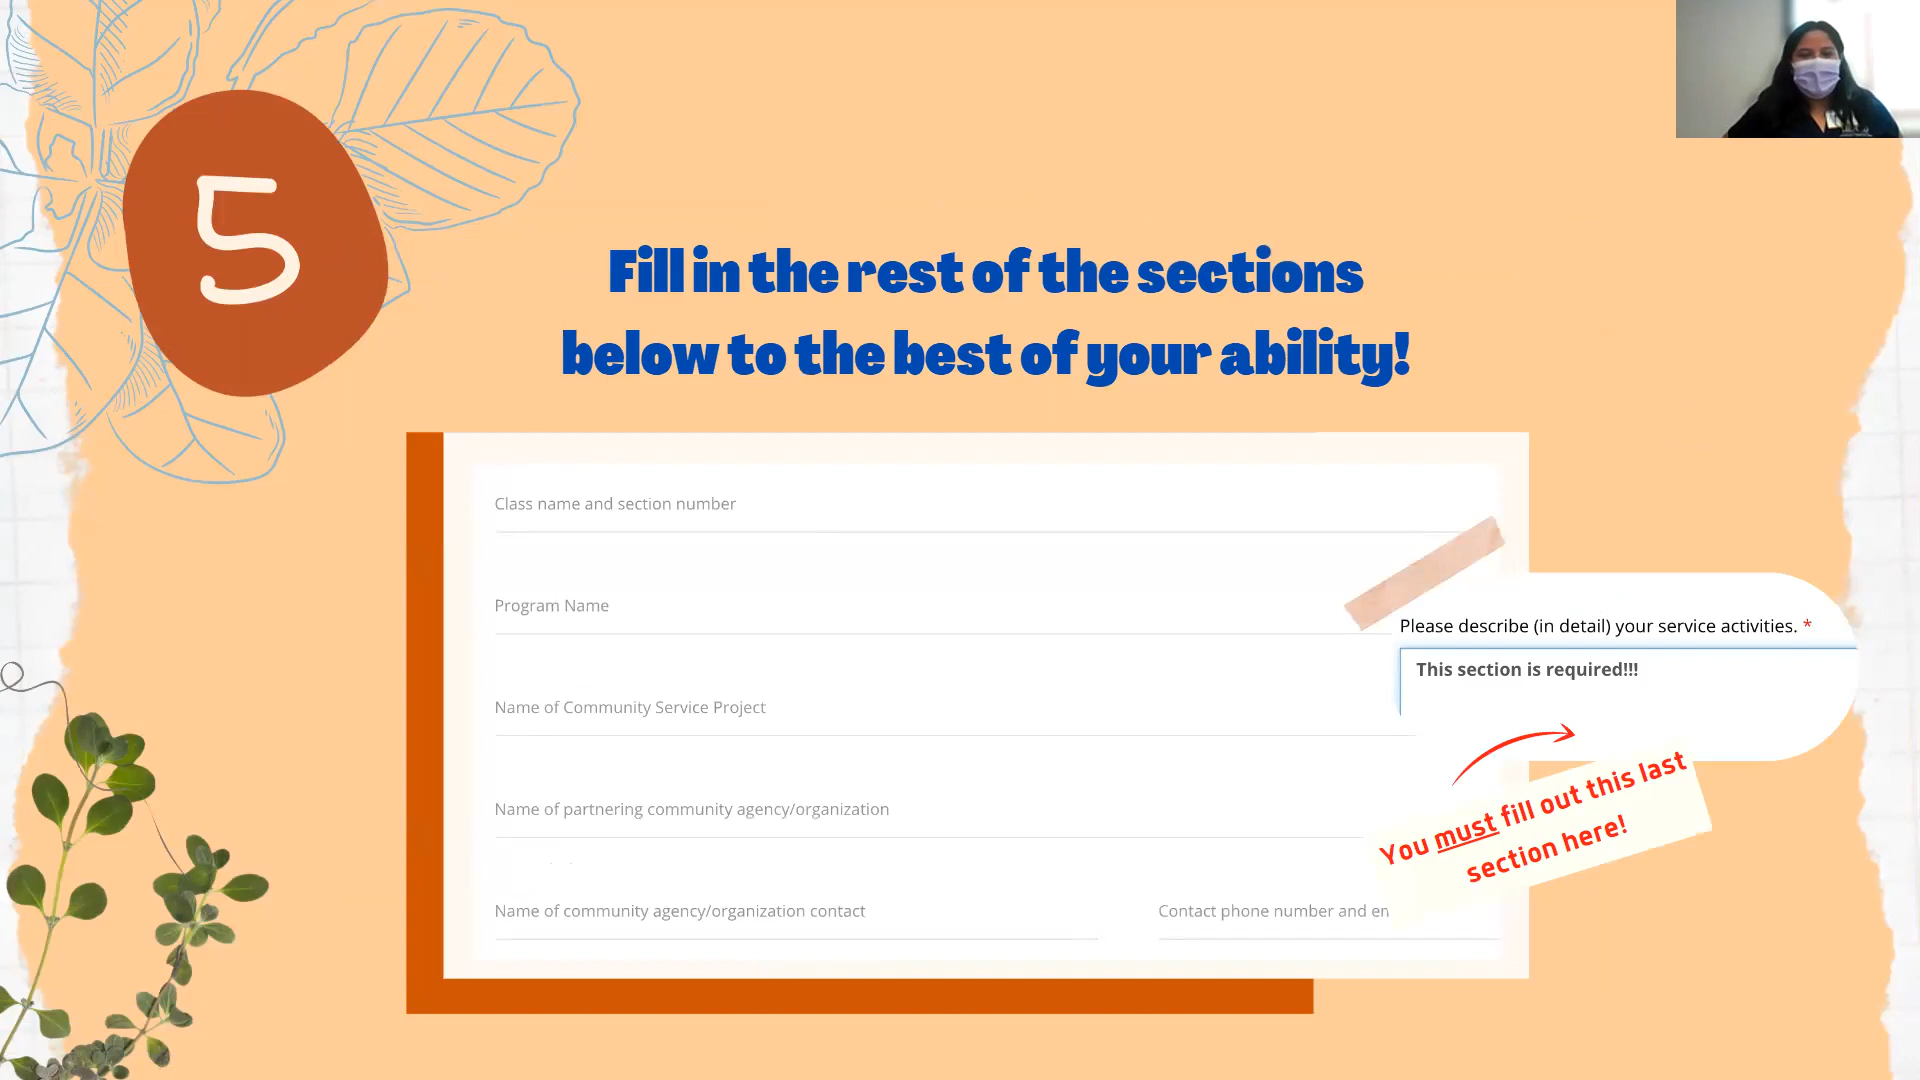 5
Fill in the rest of the sections
below to the best of your ability!
Class name and section number
Program Name
Name of Community Service Project
Name of partnering community agency/organization
Name of community agency/organization contact
Contact phone number and en
Please describe (in detail) your service activities. *
This section is required!!!
You must fill out this last
section here!